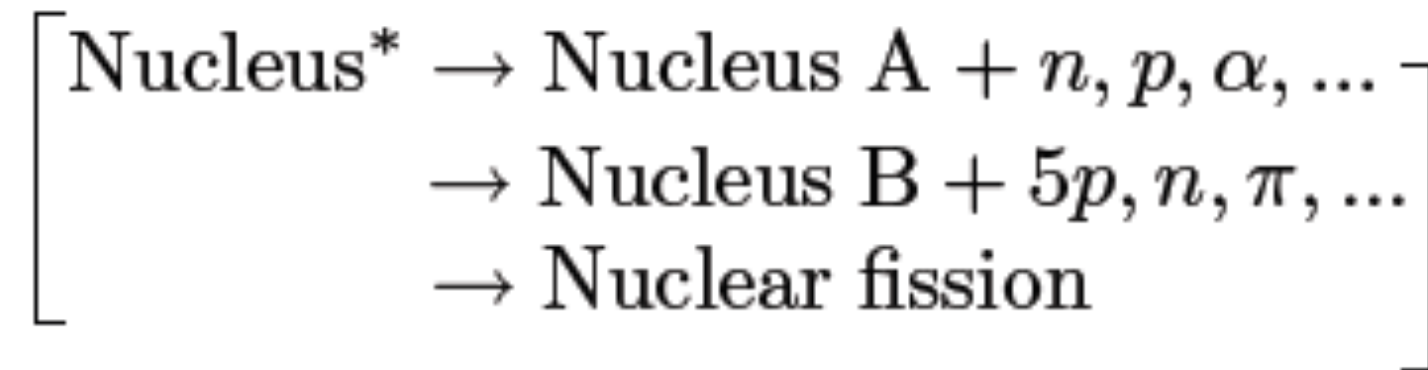 Nucleus* → Nucleus A + n, p, α, ...
→ Nucleus B + 5p, n, π, ...
→ Nuclear fission